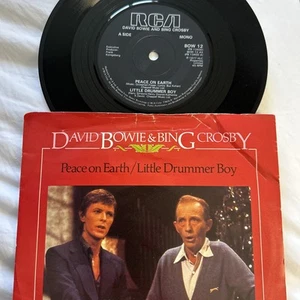 RCA
DAVID BOWIE AND BING CROSBY
A SIDE
MONO
BOW 12
PEACE ON EARTH
LITTLE DRUMMER BOY
DAVID BOWIE & BING CROSBY
Peace on Earth/Little Drummer Boy